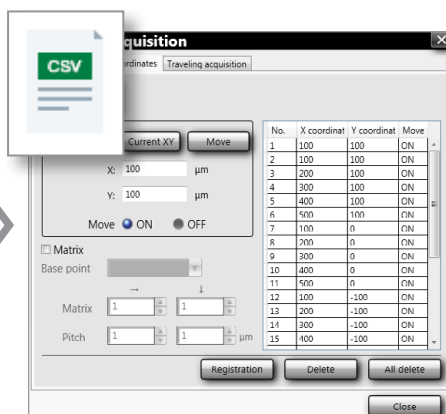 CSV
quisition
rdinates Traveling acquisition
Current XY Move
X: 100 μm
Y: 100 μm
Move ON OFF
Matrix
Base point
→ ↓
Matrix 1 1
Pitch 1 1 μm
No. X coordinat Y coordinat Move
1 100 100 ON
2 100 100 ON
3 200 100 ON
4 300 100 ON
5 400 100 ON
6 500 100 ON
7 100 0 ON
8 200 0 ON
9 300 0 ON
10 400 0 ON
11 500 0 ON
12 100 -100 ON
13 200 -100 ON
14 300 -100 ON
15 400 -100 ON
Registration Delete All delete
Close